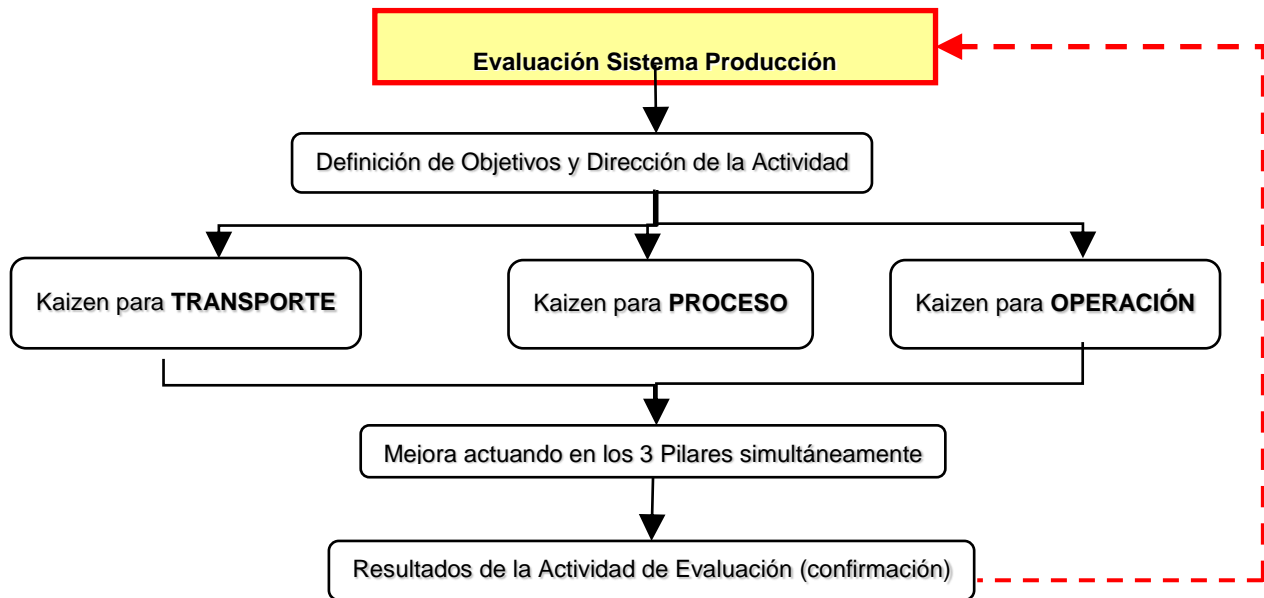 Evaluación Sistema Producción
Definición de Objetivos y Dirección de la Actividad
Kaizen para TRANSPORTE
Kaizen para PROCESO
Kaizen para OPERACIÓN
Mejora actuando en los 3 Pilares simultáneamente
Resultados de la Actividad de Evaluación (confirmación)